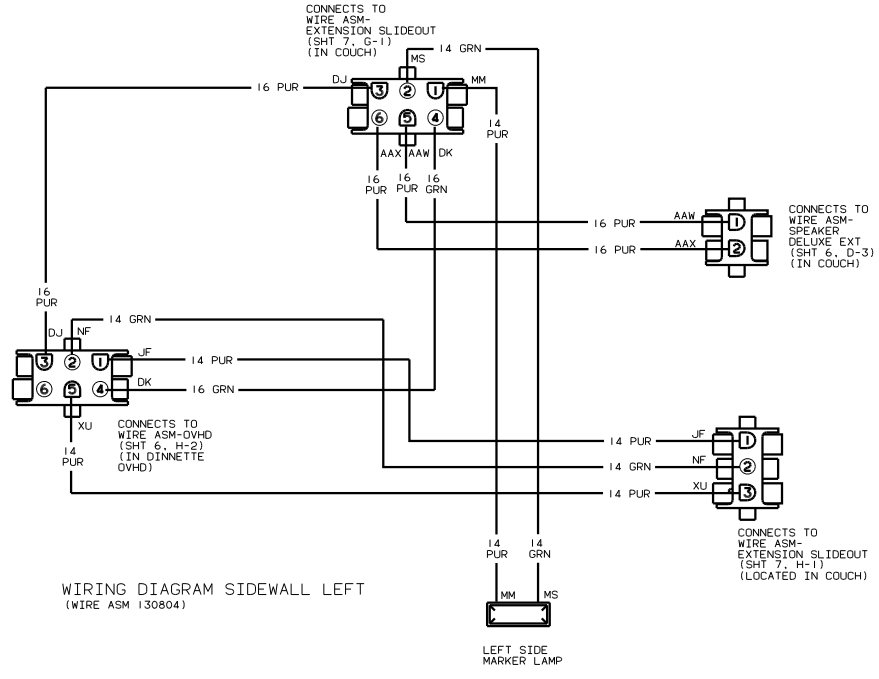 CONNECTS TO
WIRE ASM-
EXTENSION SLIDEOUT
(SHT 7, G-1)
(IN COUCH)
14 GRN
MS
DJ
MM
16 PUR
3 2 1
6 5 4
14
PUR
AAX AAW DK
16
PUR
16
PUR
16
GRN
16 PUR
AAW
1
16 PUR
AAX
2
CONNECTS TO
WIRE ASM-
SPEAKER
DELUXE EXT
(SHT 6, D-3)
(IN COUCH)
16
PUR
14 GRN
DJ NF
JF
14 PUR
3 2 1
DK
16 GRN
6 5 4
XU
14
PUR
CONNECTS TO
WIRE ASM-OVHD
(SHT 6, H-2)
(IN DINNETTE
OVHD)
14 PUR
JF
1
14 GRN
NF
2
14 PUR
XU
3
CONNECTS TO
WIRE ASM-
EXTENSION SLIDEOUT
(SHT 7, H-1)
(LOCATED IN COUCH)
14
PUR
14
GRN
MM
MS
WIRING DIAGRAM SIDEWALL LEFT
(WIRE ASM 130804)
LEFT SIDE
MARKER LAMP